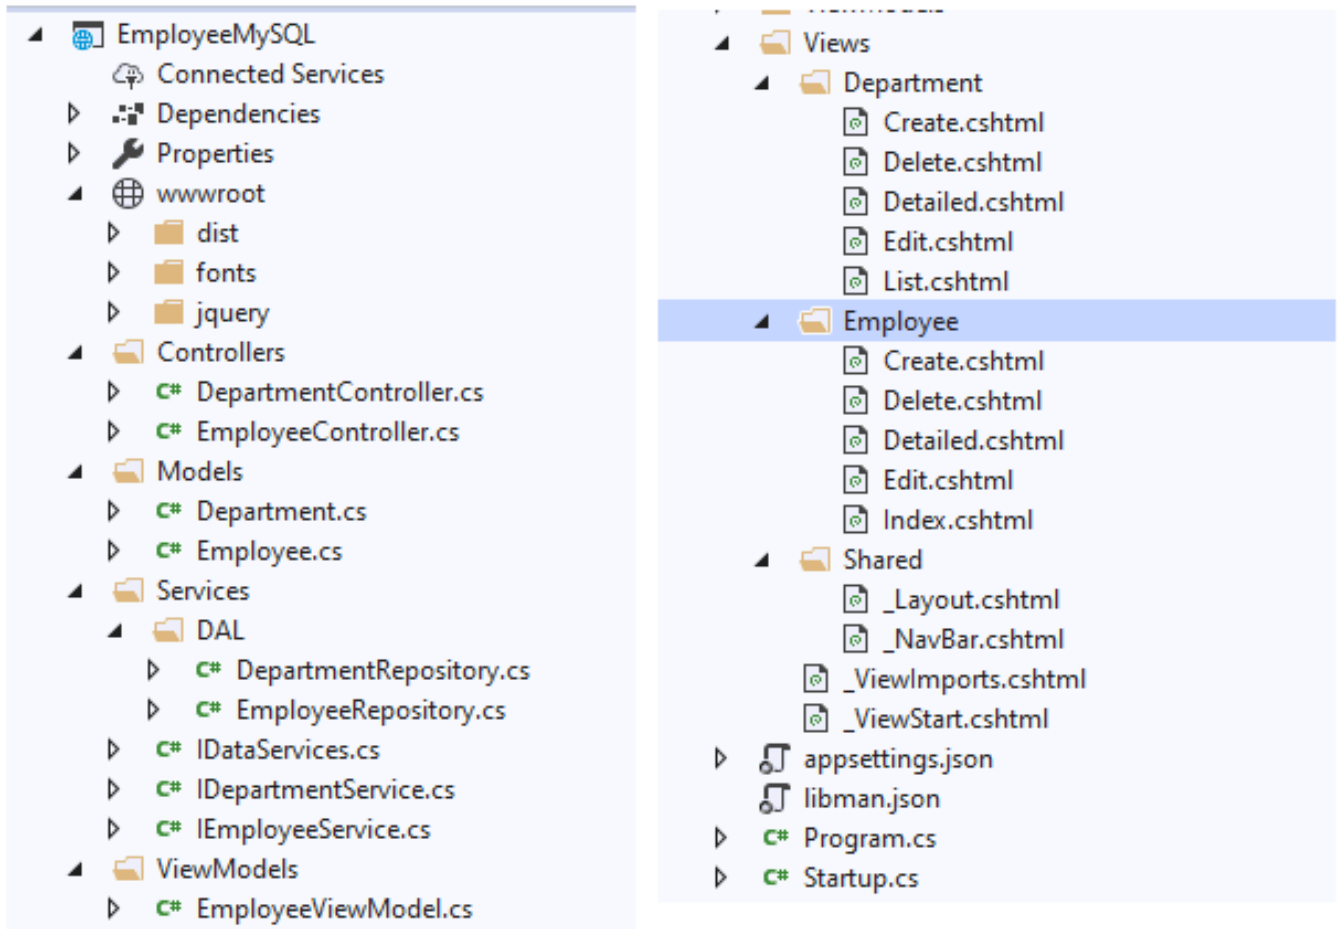 EmployeeMySQL
Connected Services
Dependencies
Properties
wwwroot
dist
fonts
jquery
Controllers
C# DepartmentController.cs
C# EmployeeController.cs
Models
C# Department.cs
C# Employee.cs
Services
DAL
C# DepartmentRepository.cs
C# EmployeeRepository.cs
C# IDataServices.cs
C# IDepartmentService.cs
C# IEmployeeService.cs
ViewModels
C# EmployeeViewModel.cs
Views
Department
Create.cshtml
Delete.cshtml
Detailed.cshtml
Edit.cshtml
List.cshtml
Employee
Create.cshtml
Delete.cshtml
Detailed.cshtml
Edit.cshtml
Index.cshtml
Shared
_Layout.cshtml
_NavBar.cshtml
_ViewImports.cshtml
_ViewStart.cshtml
appsettings.json
libman.json
C# Program.cs
C# Startup.cs